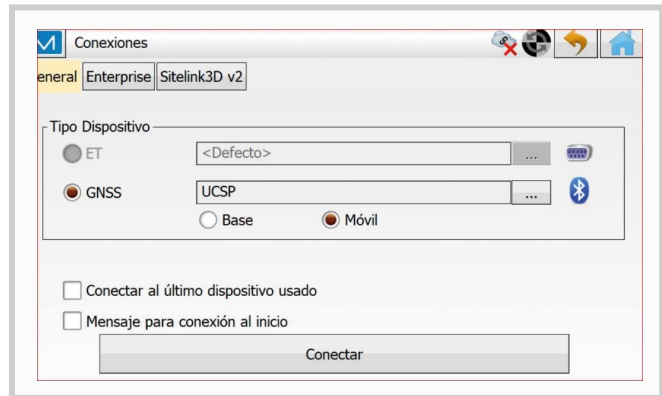 Conexiones
eneral Enterprise Sitelink3D v2
Tipo Dispositivo
ET <Defecto> ...
GNSS UCSP ...
Base Móvil
Conectar al último dispositivo usado
Mensaje para conexión al inicio
Conectar